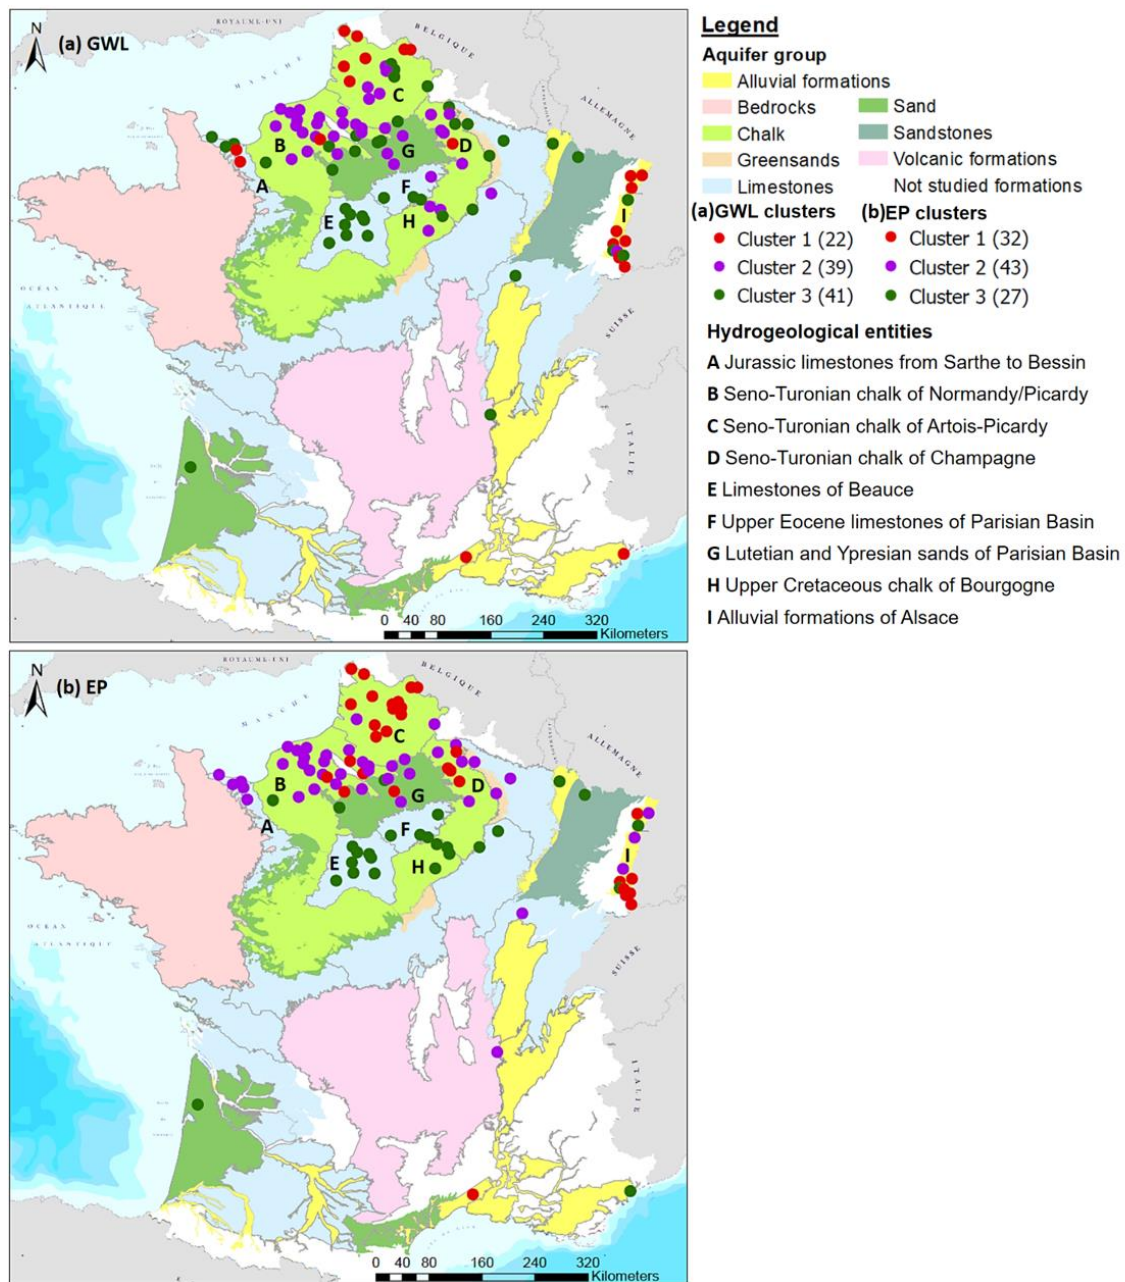 ROYAUME-UNI
BELGIQUE
N
(a) GWL
MANCHE
ALLEMAGNE
C
B
G
D
A
F
E
H
I
OCÉAN
ATLANTIQUE
SUISSE
ITALIE
0 40 80 160 240 320
Kilometers
Legend
Aquifer group
Alluvial formations
Bedrocks
Sand
Chalk
Sandstones
Greensands
Volcanic formations
Limestones
Not studied formations
(a)GWL clusters (b)EP clusters
Cluster 1 (22) Cluster 1 (32)
Cluster 2 (39) Cluster 2 (43)
Cluster 3 (41) Cluster 3 (27)
Hydrogeological entities
A Jurassic limestones from Sarthe to Bessin
B Seno-Turonian chalk of Normandy/Picardy
C Seno-Turonian chalk of Artois-Picardy
D Seno-Turonian chalk of Champagne
E Limestones of Beauce
F Upper Eocene limestones of Parisian Basin
G Lutetian and Ypresian sands of Parisian Basin
H Upper Cretaceous chalk of Bourgogne
I Alluvial formations of Alsace
ROYAUME-UNI
BELGIQUE
N
(b) EP
MANCHE
ALLEMAGNE
C
B
G
D
A
F
E
H
I
OCÉAN
ATLANTIQUE
SUISSE
ITALIE
0 40 80 160 240 320
Kilometers